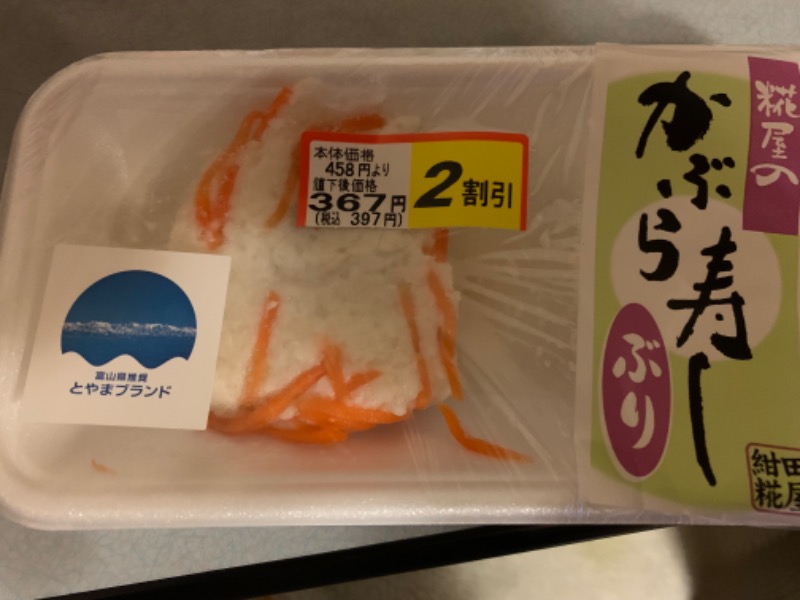 本体価格
458円より
値下後価格
367円
(税込 397円)
2割引
富山県推奨
とやまブランド
糀屋の
かぶら寿し
ぶり
紺田
糀屋